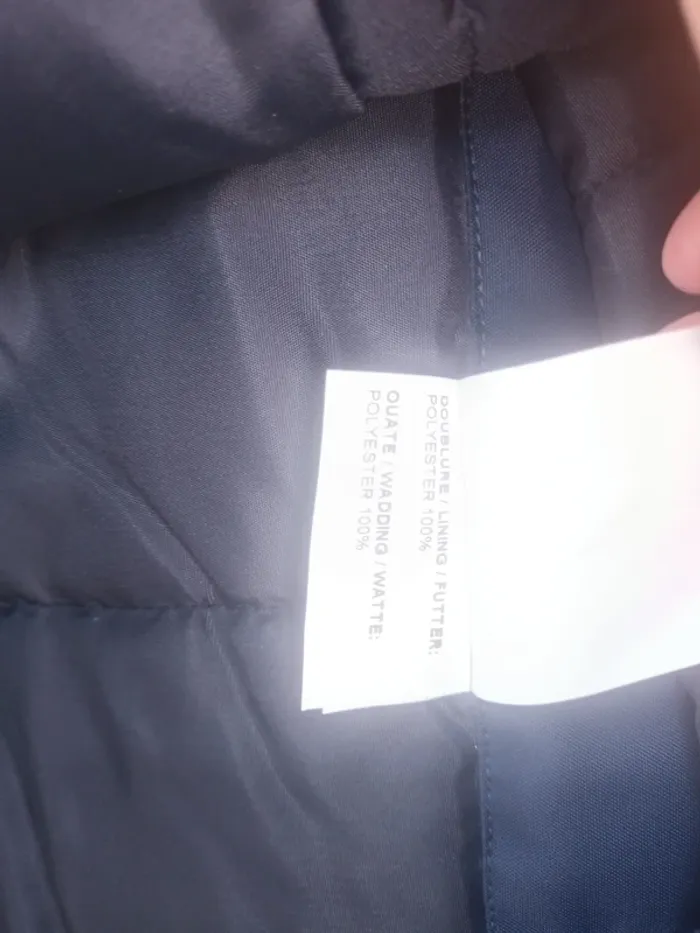 DOUBLURE / LINING / FUTTER:
POLYESTER 100%
OUATE / WADDING / WATTE:
POLYESTER 100%